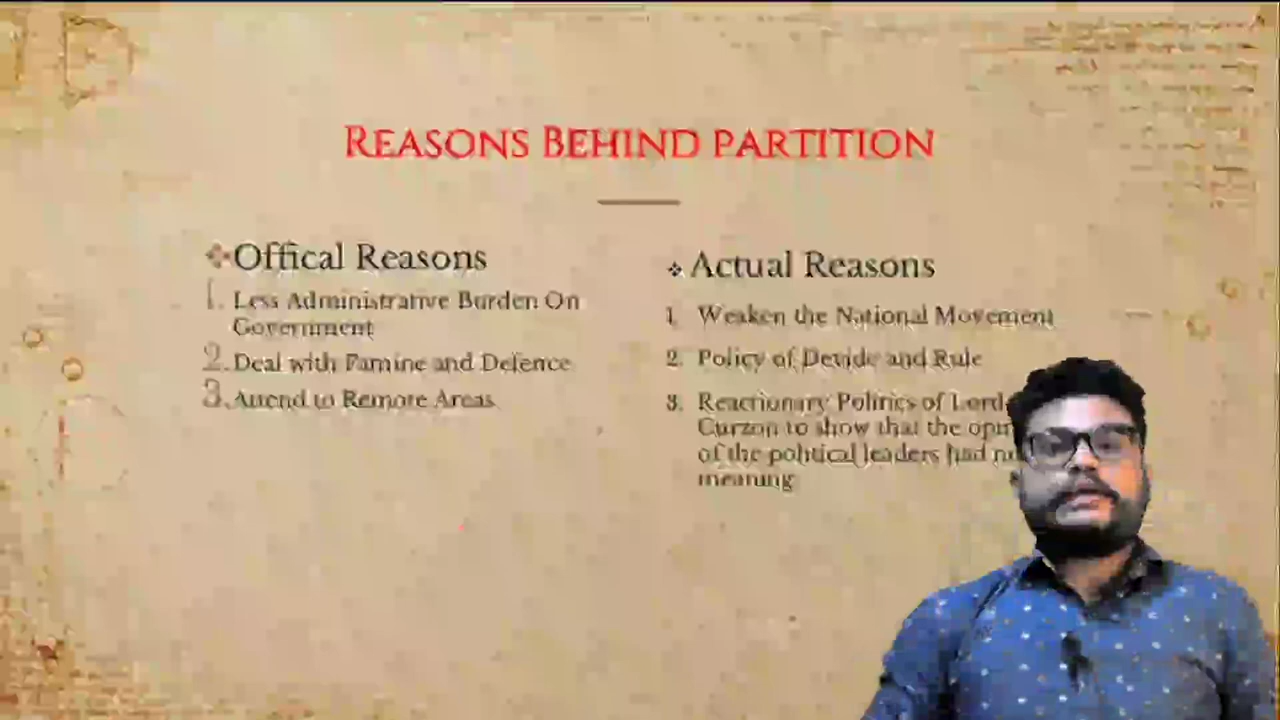 REASONS BEHIND PARTITION
❖Offical Reasons
1. Less Administrative Burden On
Government
2. Deal with Famine and Defence
3. Attend to Remote Areas
❖ Actual Reasons
1. Weaken the National Movement
2. Policy of Devide and Rule
3. Reactionary Politics of Lord
Curzon to show that the
of the political leaders had
meaning